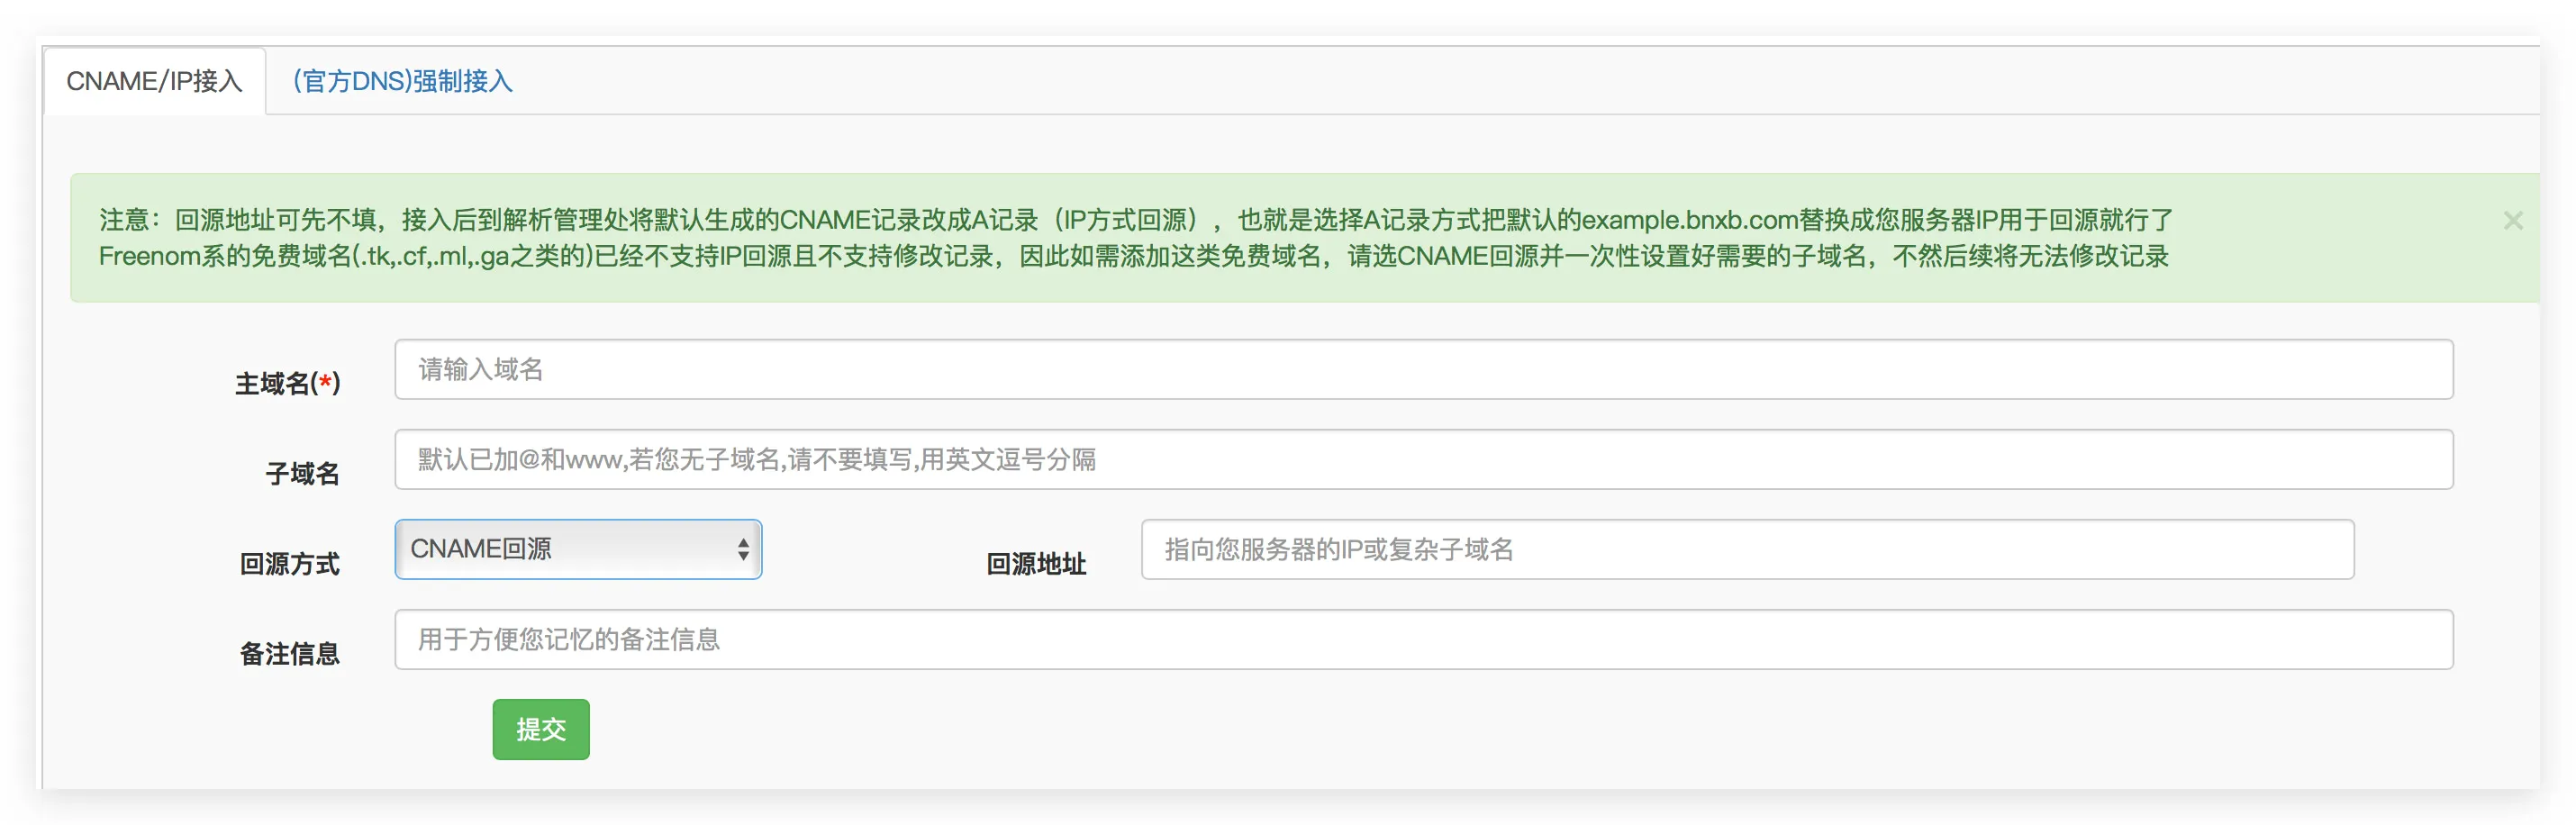 CNAME/IP接入 (官方DNS)强制接入
注意：回源地址可先不填，接入后到解析管理处将默认生成的CNAME记录改成A记录（IP方式回源），也就是选择A记录方式把默认的example.bnxb.com替换成您服务器IP用于回源就行了
Freenom系的免费域名(.tk,.cf,.ml,.ga之类的)已经不支持IP回源且不支持修改记录，因此如需添加这类免费域名，请选CNAME回源并一次性设置好需要的子域名，不然后续将无法修改记录
主域名(*) 请输入域名
子域名 默认已加@和www,若您无子域名,请不要填写,用英文逗号分隔
回源方式 CNAME回源 回源地址 指向您服务器的IP或复杂子域名
备注信息 用于方便您记忆的备注信息
提交